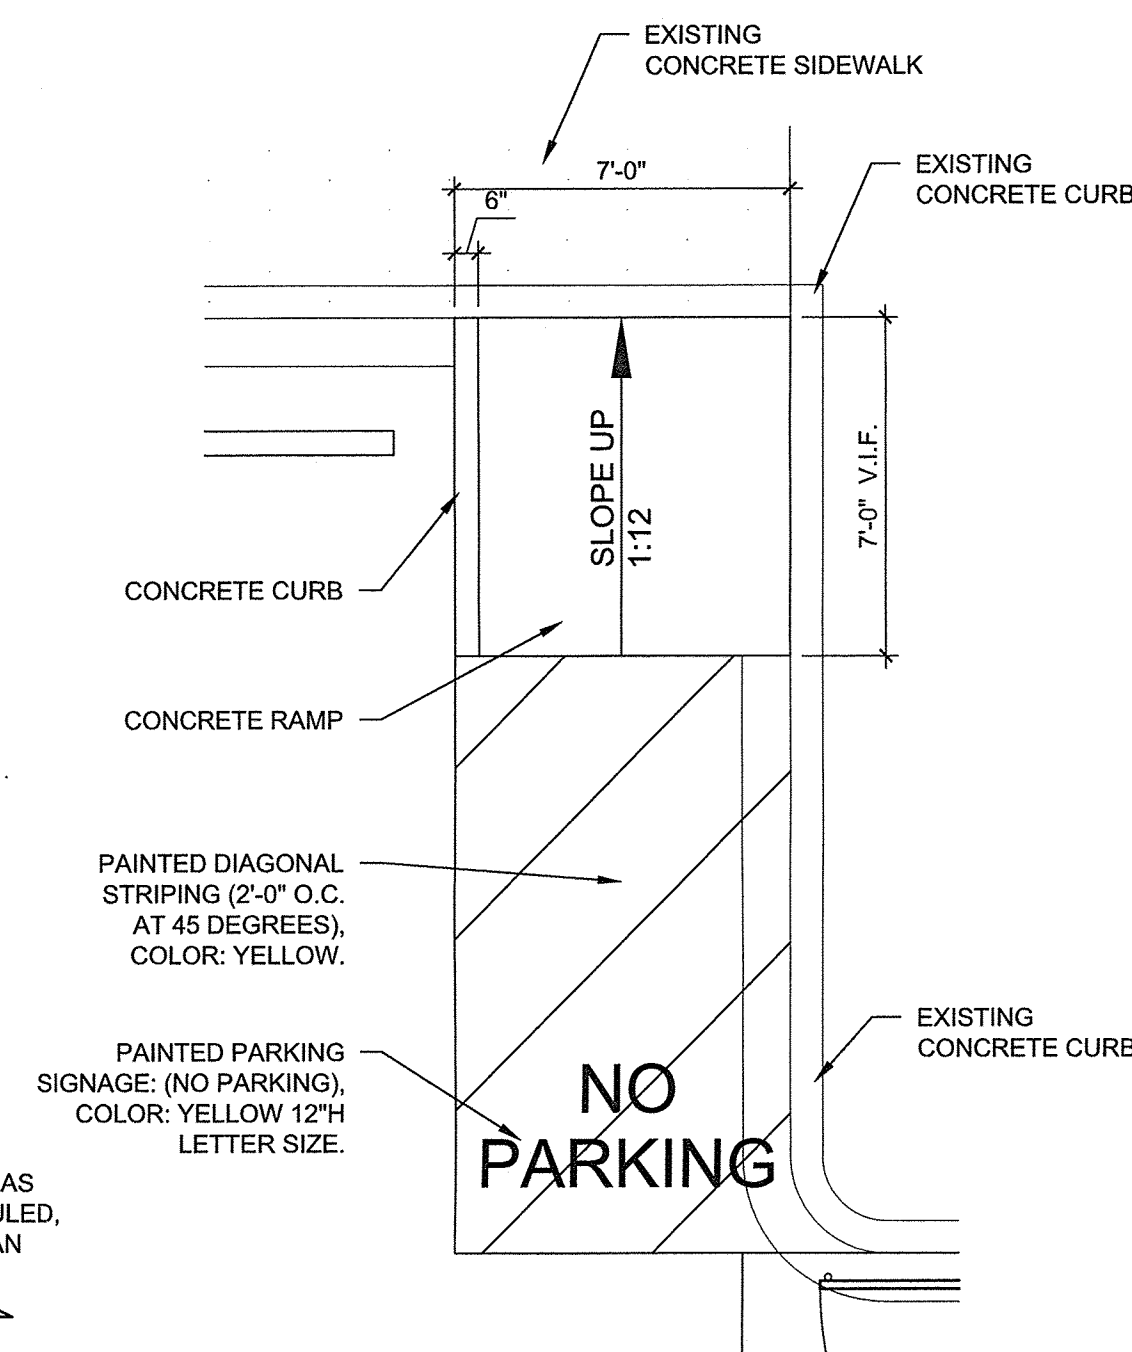 EXISTING
CONCRETE SIDEWALK
7'-0"
6"
EXISTING
CONCRETE CURB
SLOPE UP
1:12
7'-0" V.I.F.
CONCRETE CURB
CONCRETE RAMP
PAINTED DIAGONAL
STRIPING (2'-0" O.C.
AT 45 DEGREES),
COLOR: YELLOW.
EXISTING
CONCRETE CURB
PAINTED PARKING
SIGNAGE: (NO PARKING),
COLOR: YELLOW 12"H
LETTER SIZE.
NO
PARKING
AS